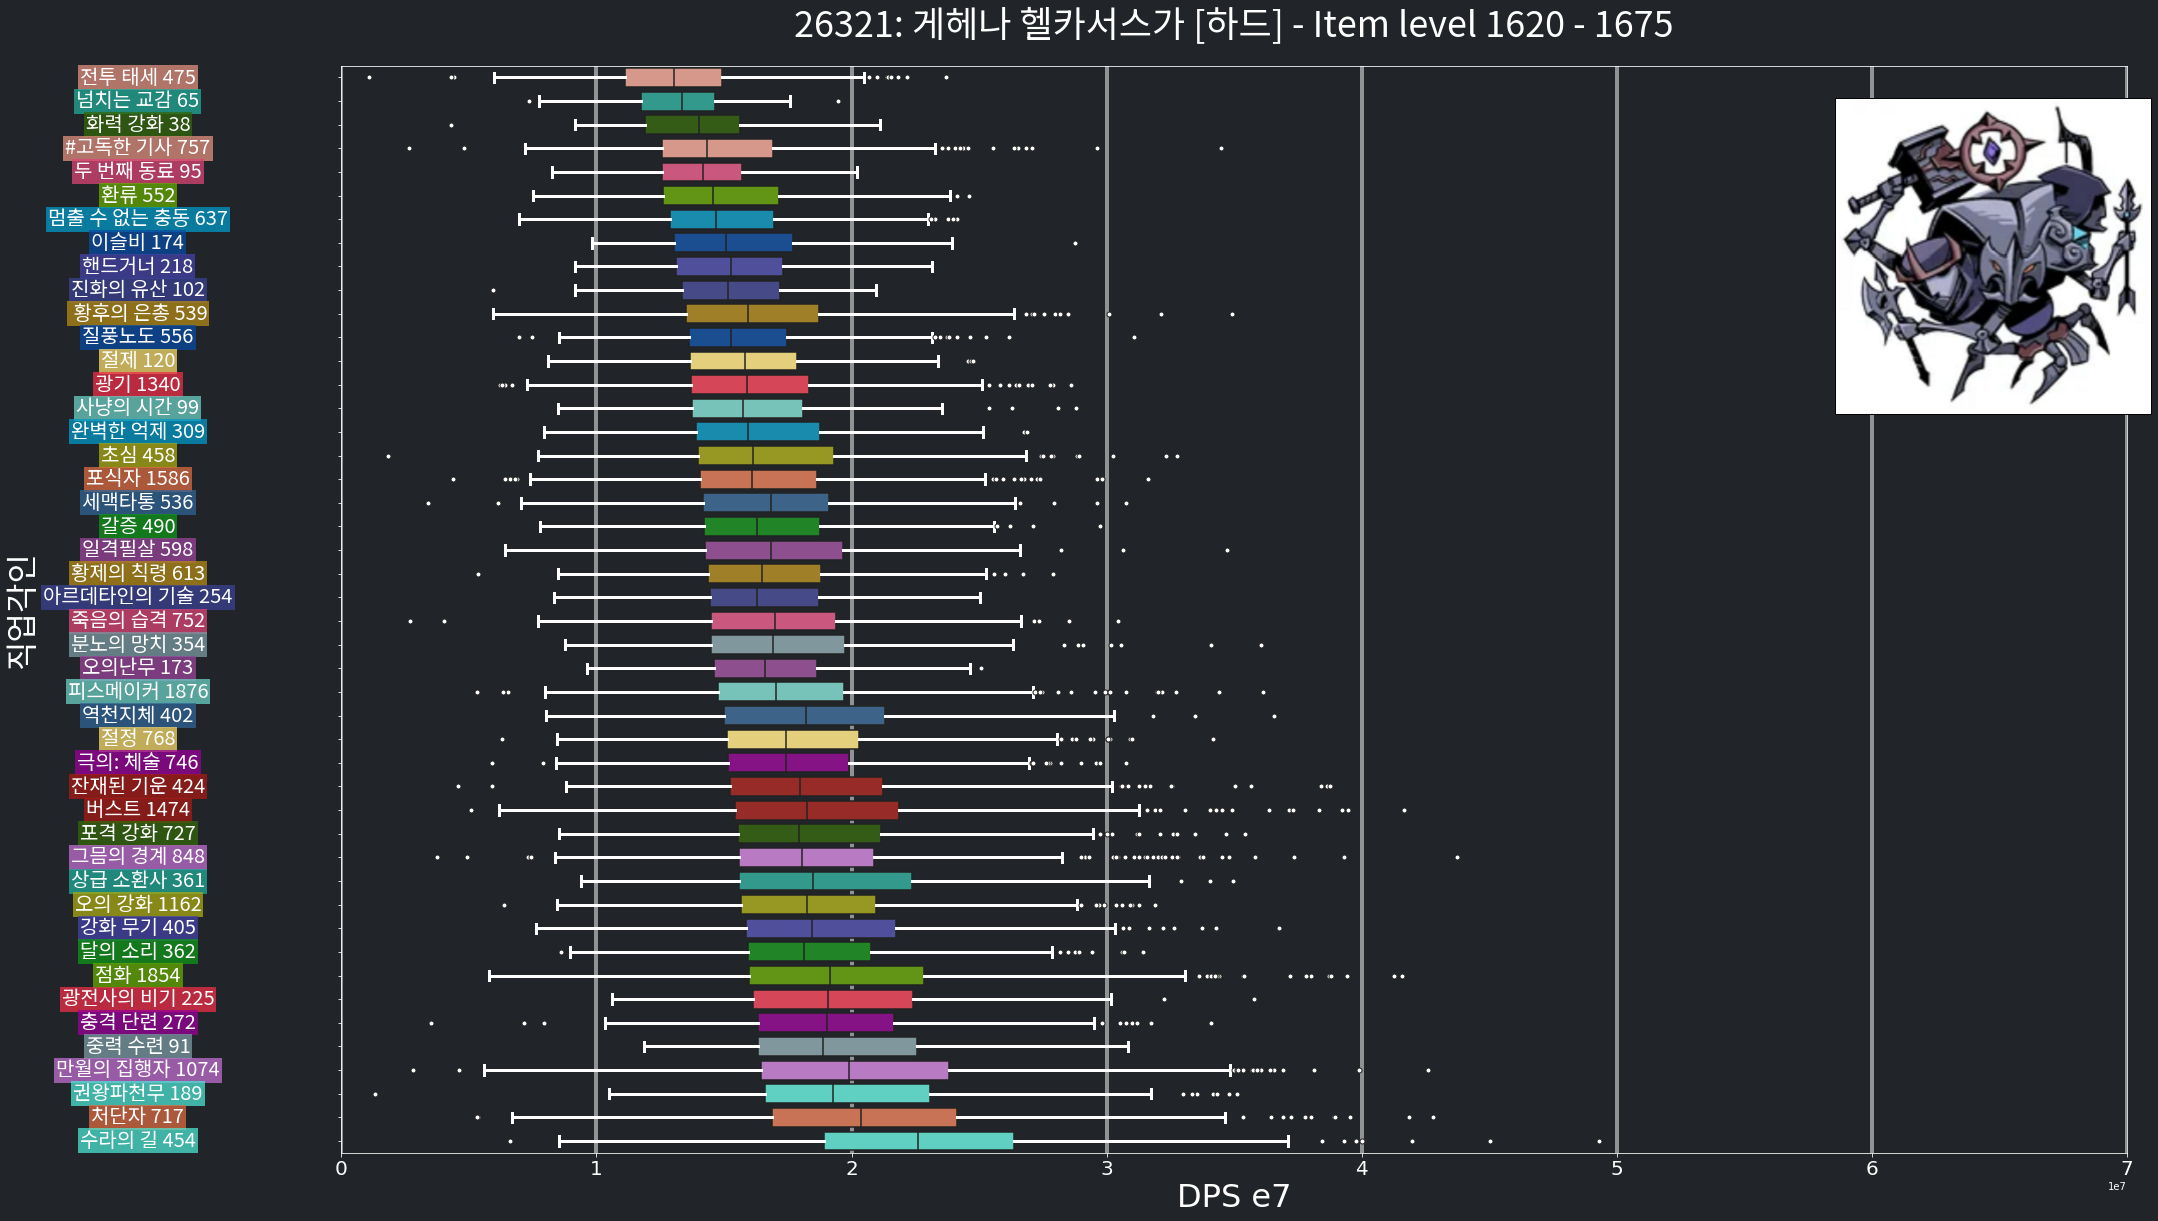 26321: 게헤나 헬카서스가 [하드] - Item level 1620 - 1675
전투 태세 475
넘치는 교감 65
화력 강화 38
#고독한 기사 757
두 번째 동료 95
환류 552
멈출 수 없는 충동 637
이슬비 174
핸드거너 218
진화의 유산 102
황후의 은총 539
질풍노도 556
절제 120
광기 1340
사냥의 시간 99
완벽한 억제 309
초심 458
포식자 1586
세맥타통 536
갈증 490
일격필살 598
황제의 칙령 613
아르데타인의 기술 254
죽음의 습격 752
분노의 망치 354
오의난무 173
피스메이커 1876
역천지체 402
절정 768
극의: 체술 746
잔재된 기운 424
버스트 1474
포격 강화 727
그믐의 경계 848
상급 소환사 361
오의 강화 1162
강화 무기 405
달의 소리 362
점화 1854
광전사의 비기 225
충격 단련 272
중력 수련 91
만월의 집행자 1074
권왕파천무 189
처단자 717
수라의 길 454
직업각인
0 1 2 3 4 5 6 7
1e7
DPS e7